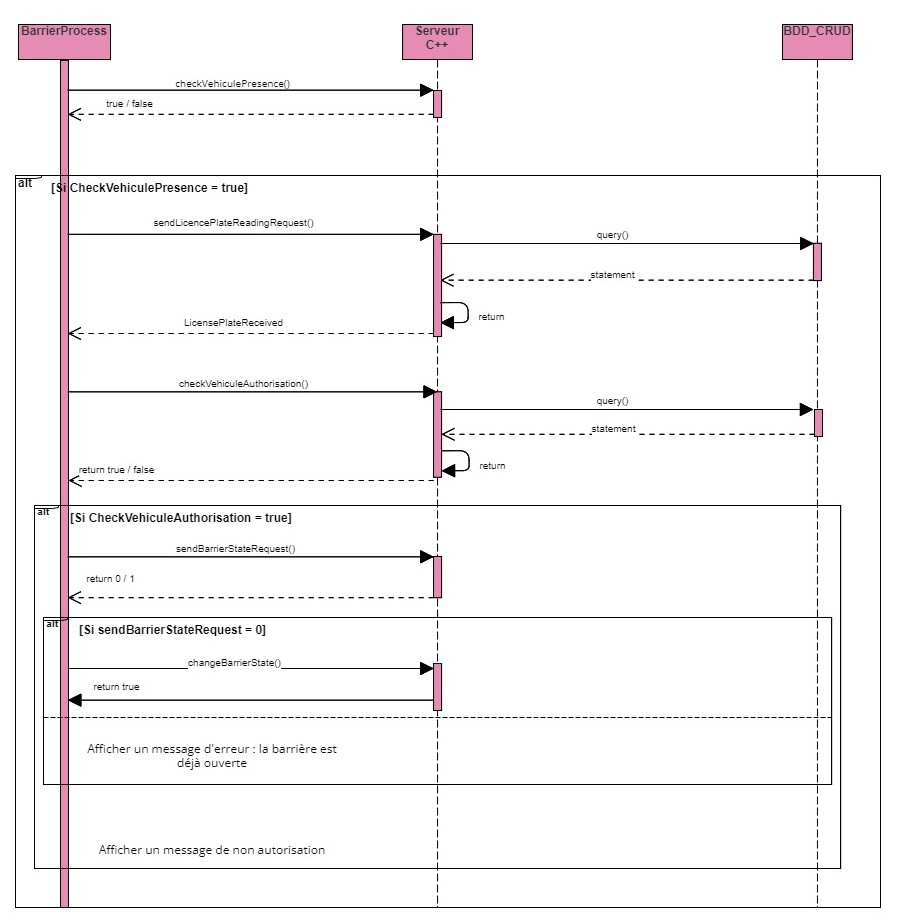 BarrierProcess
Serveur
C++
BDD_CRUD
checkVehiculePresence()
true / false
alt
[Si CheckVehiculePresence = true]
sendLicencePlateReadingRequest()
query()
statement
return
LicensePlateReceived
checkVehiculeAuthorisation()
query()
statement
return
return true / false
alt
[Si CheckVehiculeAuthorisation = true]
sendBarrierStateRequest()
return 0 / 1
alt
[Si sendBarrierStateRequest = 0]
changeBarrierState()
return true
Afficher un message d'erreur : la barrière est
déjà ouverte
Afficher un message de non autorisation